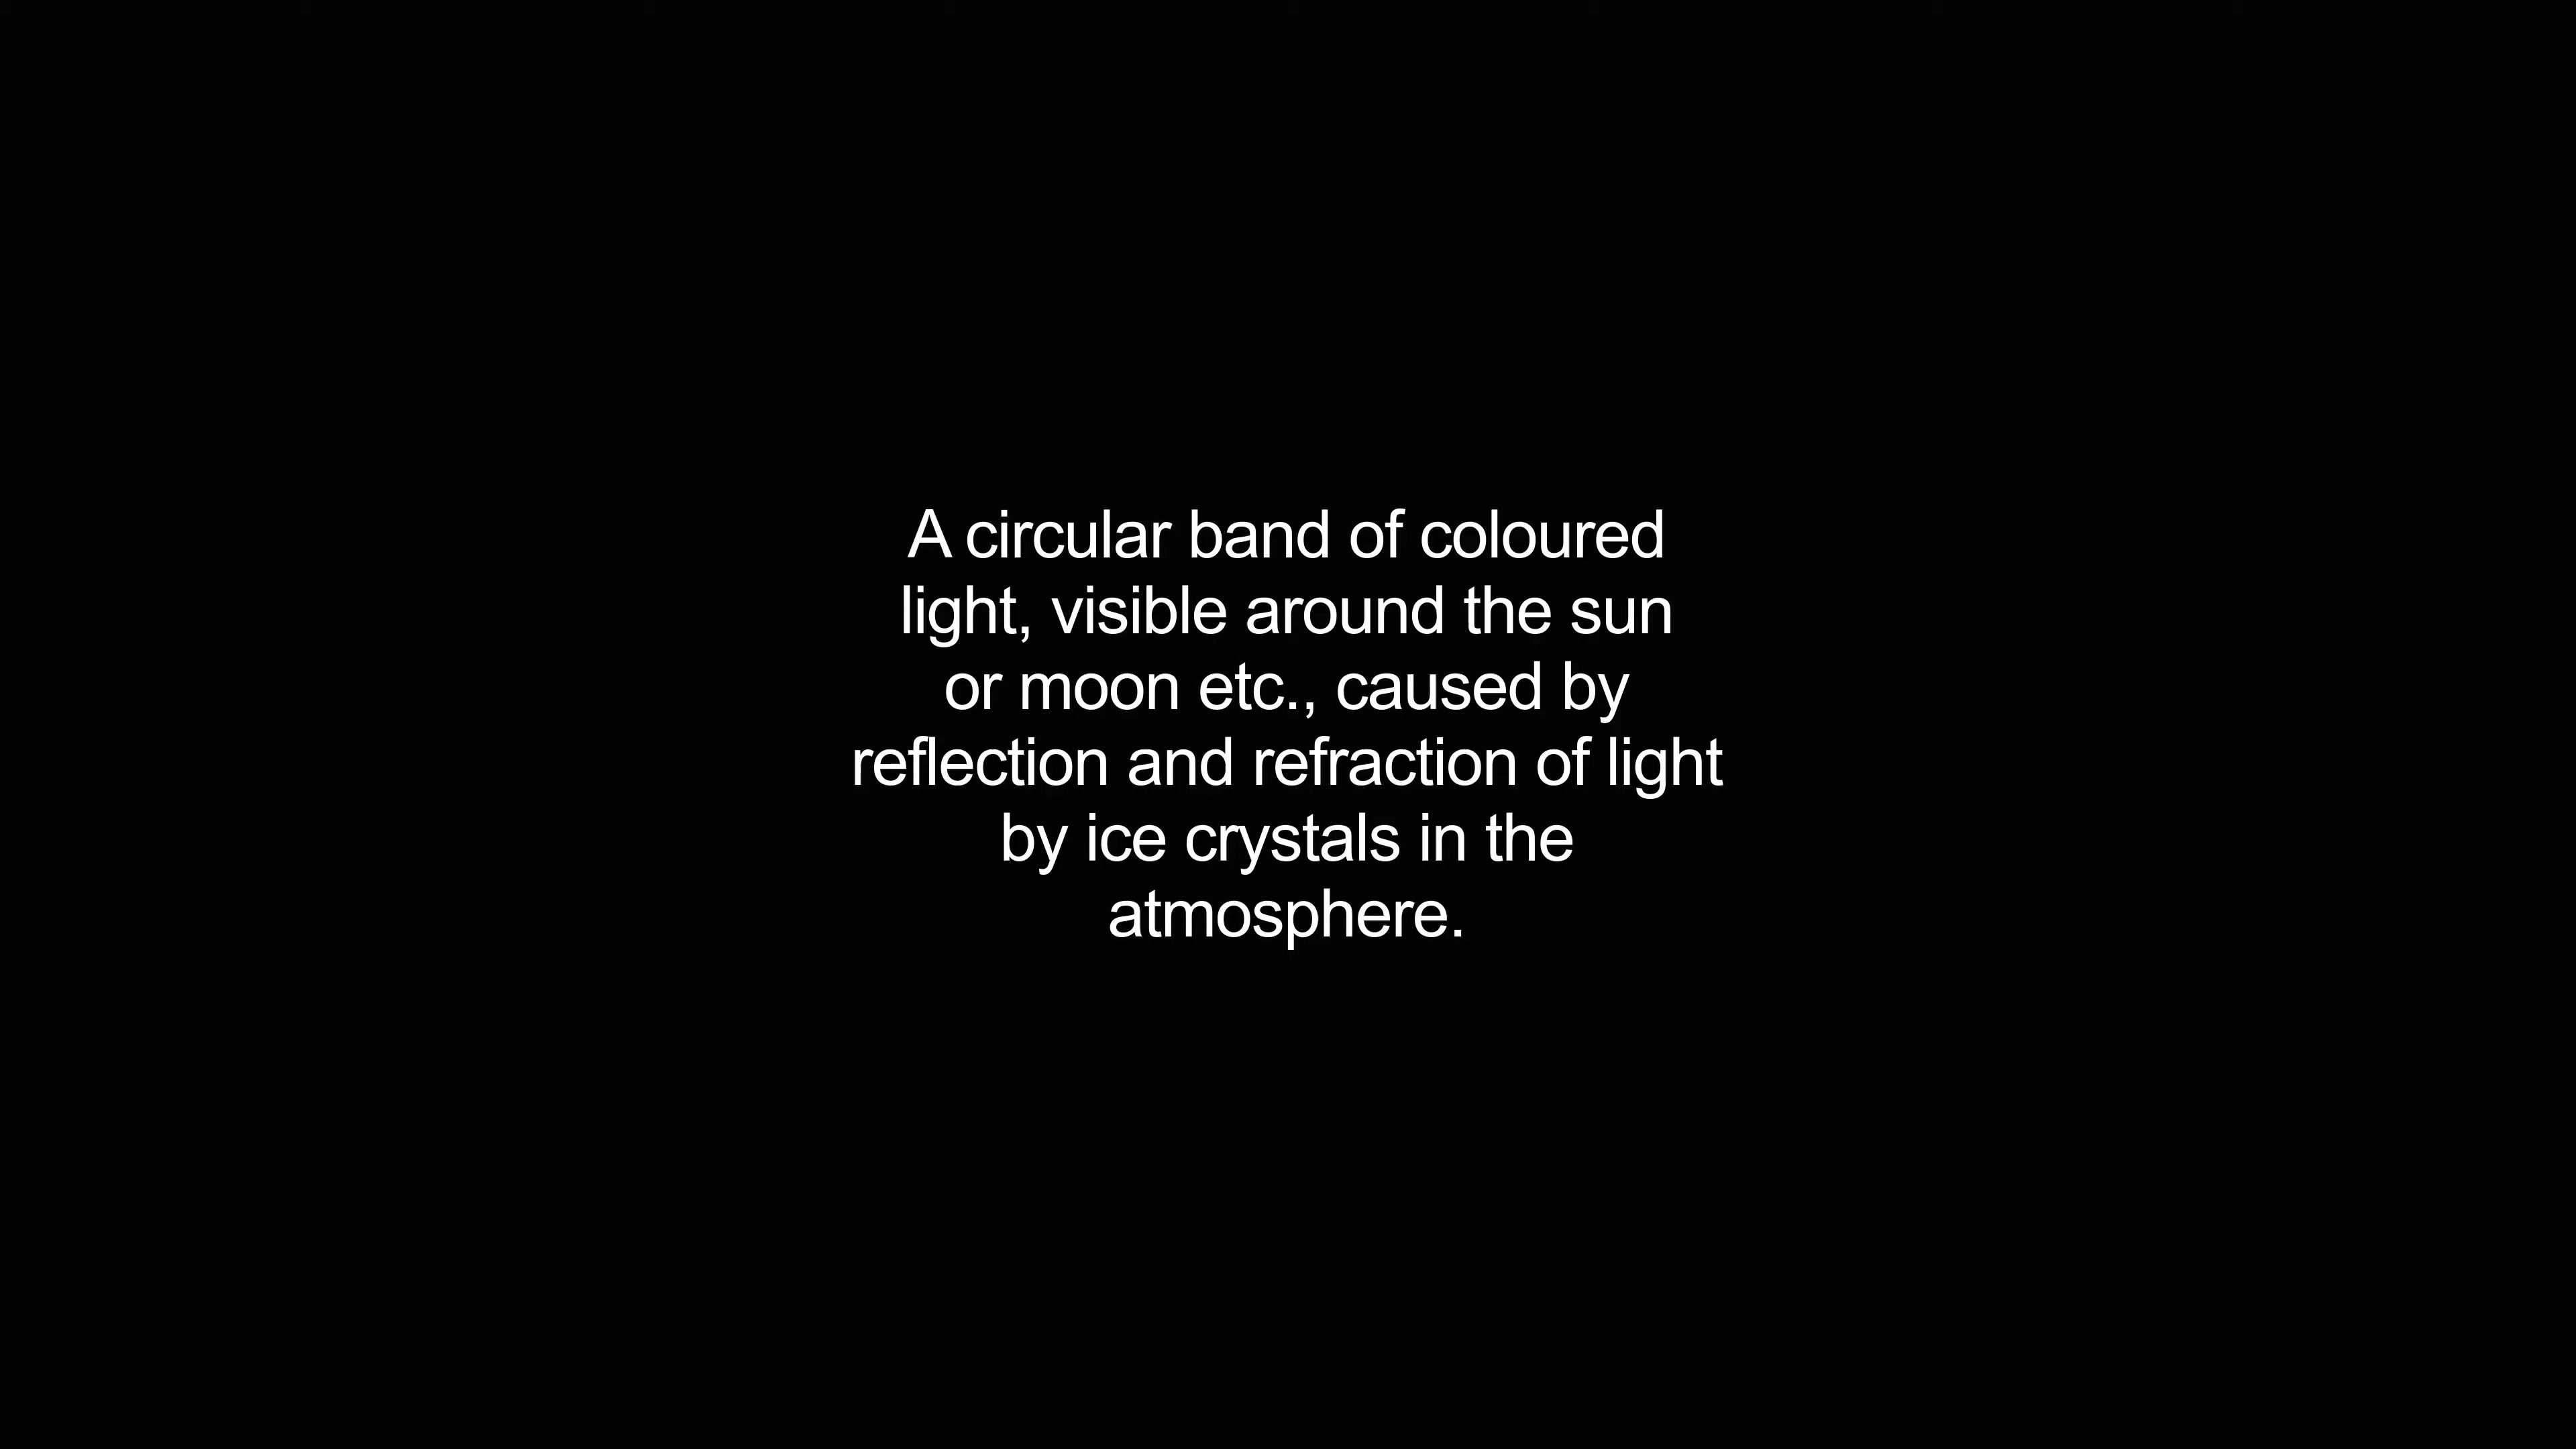 A circular band of coloured
light, visible around the sun
or moon etc., caused by
reflection and refraction of light
by ice crystals in the
atmosphere.